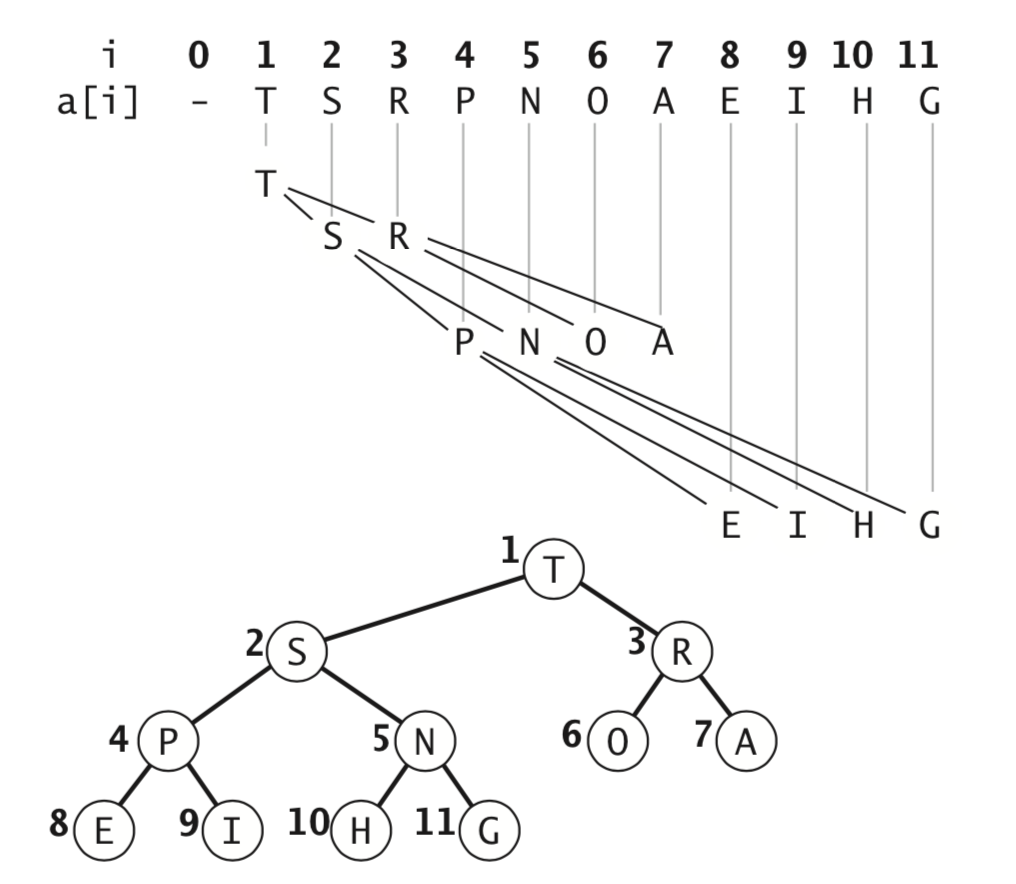 i 0 1 2 3 4 5 6 7 8 9 10 11
a[i] – T S R P N O A E I H G
T
S R
P N O A
E I H G
1 T
2 S 3 R
4 P 5 N 6 O 7 A
8 E 9 I 10 H 11 G